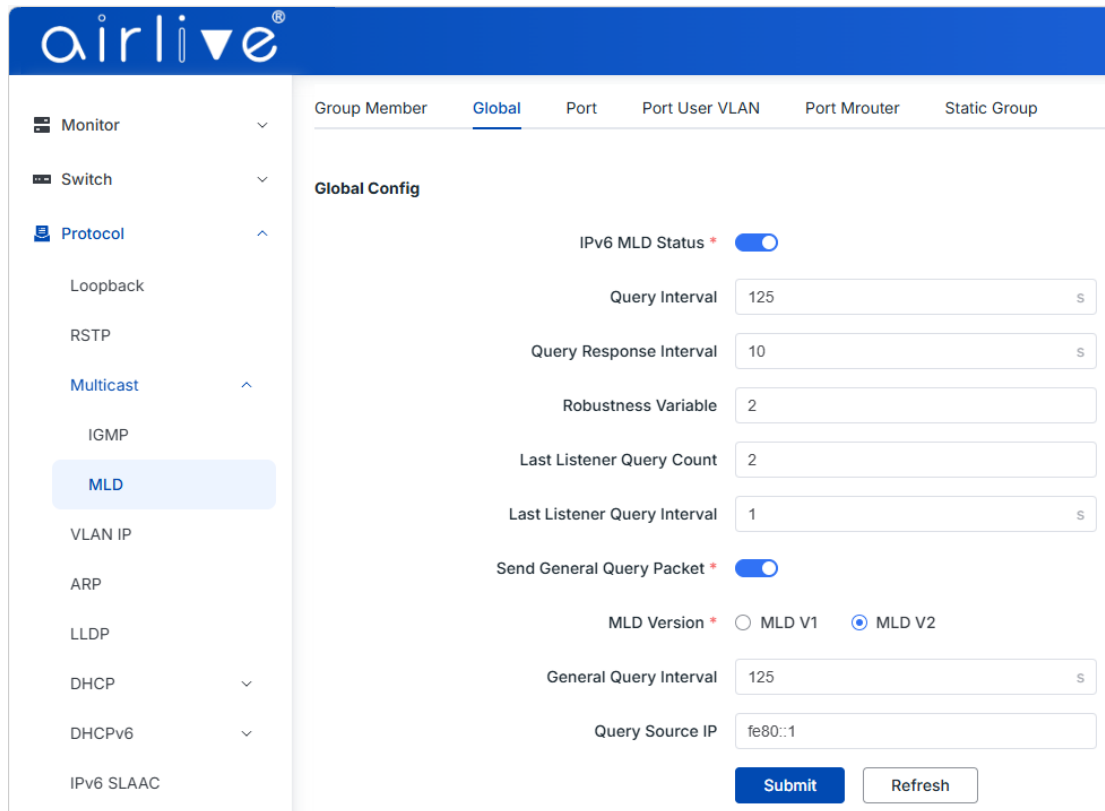 airlive®
Monitor
Switch
Protocol
Loopback
RSTP
Multicast
IGMP
MLD
VLAN IP
ARP
LLDP
DHCP
DHCPv6
IPv6 SLAAC
Group Member Global Port Port User VLAN Port Mrouter Static Group
Global Config
IPv6 MLD Status *
Query Interval 125 s
Query Response Interval 10 s
Robustness Variable 2
Last Listener Query Count 2
Last Listener Query Interval 1 s
Send General Query Packet *
MLD Version * MLD V1 MLD V2
General Query Interval 125 s
Query Source IP fe80::1
Submit Refresh